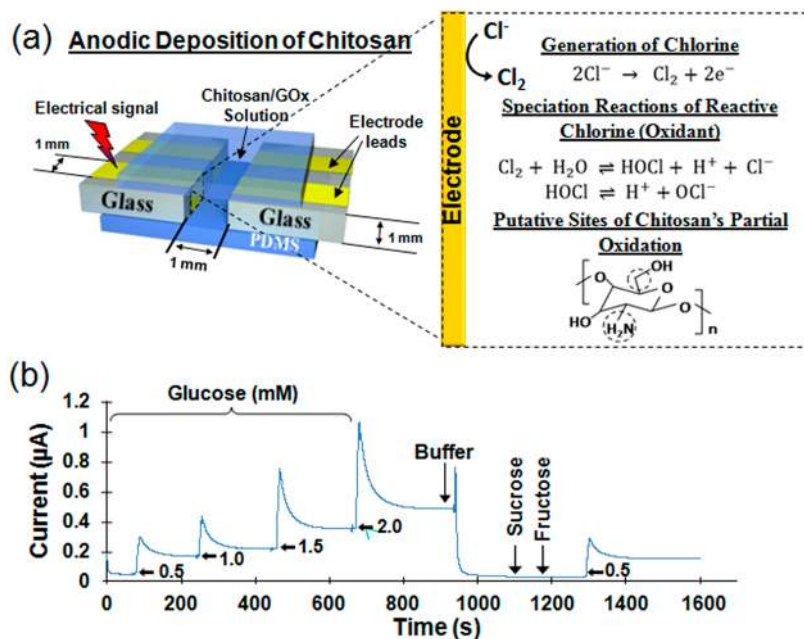 (a)
Anodic Deposition of Chitosan
Electrical signal
Chitosan/GOx
Solution
Electrode
leads
1 mm
Glass
Glass
PDMS
1 mm
1 mm
Electrode
Cl-
Cl₂
Generation of Chlorine
2Cl⁻ → Cl₂ + 2e⁻
Speciation Reactions of Reactive
Chlorine (Oxidant)
Cl₂ + H₂O ⇌ HOCl + H⁺ + Cl⁻
HOCl ⇌ H⁺ + OCl⁻
Putative Sites of Chitosan's Partial
Oxidation
OH
O
O
O
HO
H₂N
n
(b)
Glucose (mM)
Buffer
Sucrose
Fructose
0.5
1.0
1.5
2.0
0.5
Current (µA)
1.2
1
0.8
0.6
0.4
0.2
0
0 200 400 600 800 1000 1200 1400 1600
Time (s)